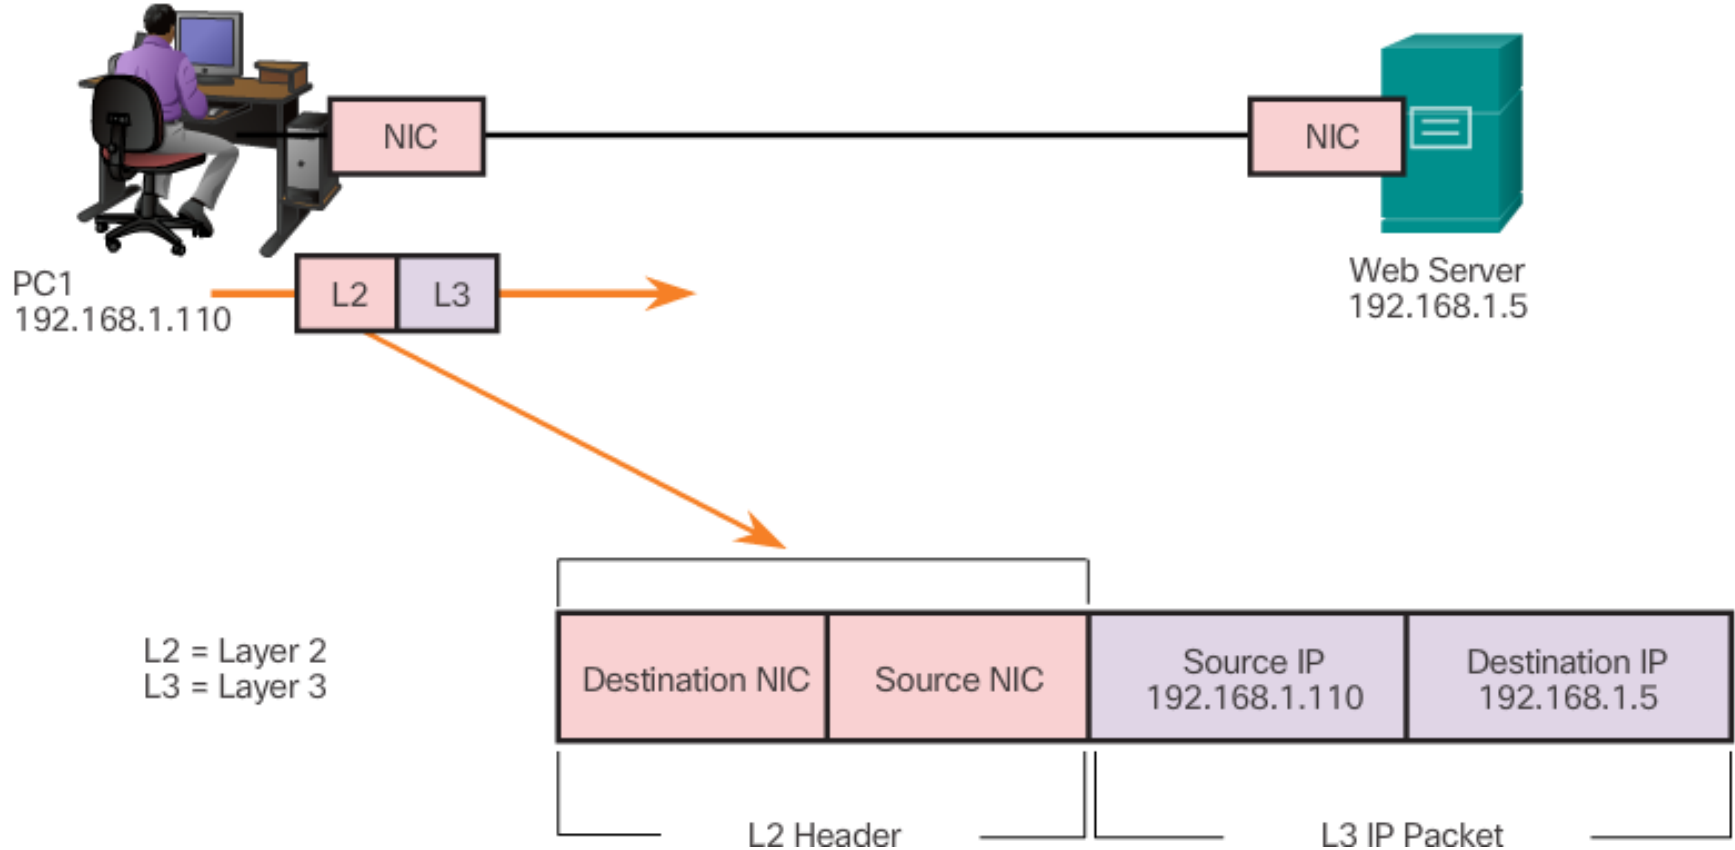 NIC
NIC
PC1
192.168.1.110
L2
L3
Web Server
192.168.1.5
L2 = Layer 2
L3 = Layer 3
Destination NIC
Source NIC
Source IP
192.168.1.110
Destination IP
192.168.1.5
L2 Header
L3 IP Packet